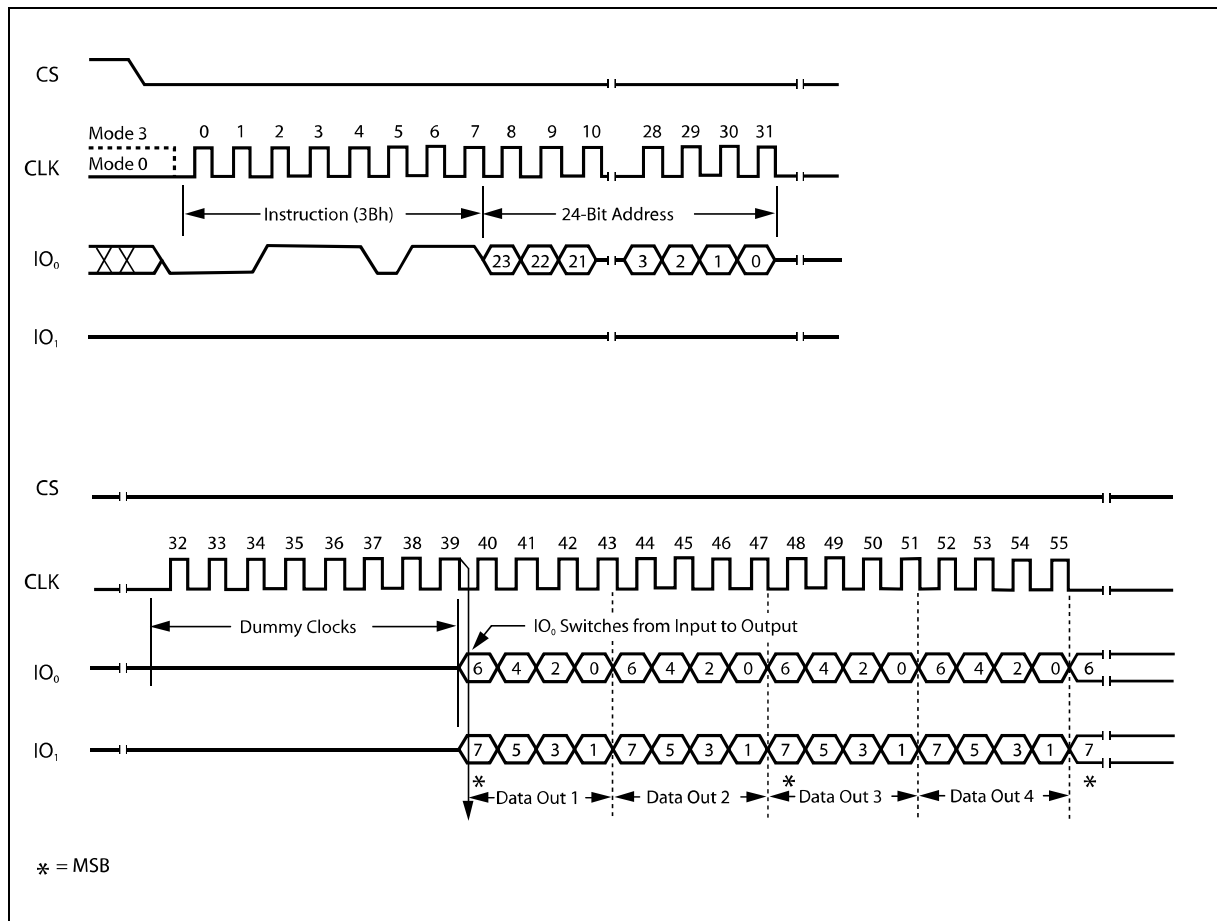 CS
Mode 3
0 1 2 3 4 5 6 7 8 9 10 28 29 30 31
Mode 0
CLK
Instruction (3Bh) 24-Bit Address
IO₀ 23 22 21 3 2 1 0
IO₁
CS
32 33 34 35 36 37 38 39 40 41 42 43 44 45 46 47 48 49 50 51 52 53 54 55
CLK
Dummy Clocks IO₀ Switches from Input to Output
IO₀ 6 4 2 0 6 4 2 0 6 4 2 0 6 4 2 0 6
IO₁ 7 5 3 1 7 5 3 1 7 5 3 1 7 5 3 1 7
* * *
Data Out 1 Data Out 2 Data Out 3 Data Out 4
* = MSB